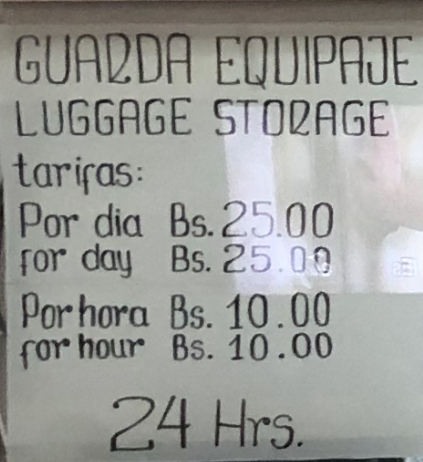 GUARDA EQUIPAJE
LUGGAGE STORAGE
tarifas:
Por dia Bs. 25.00
for day Bs. 25.00
Por hora Bs. 10.00
for hour Bs. 10.00
24 Hrs.